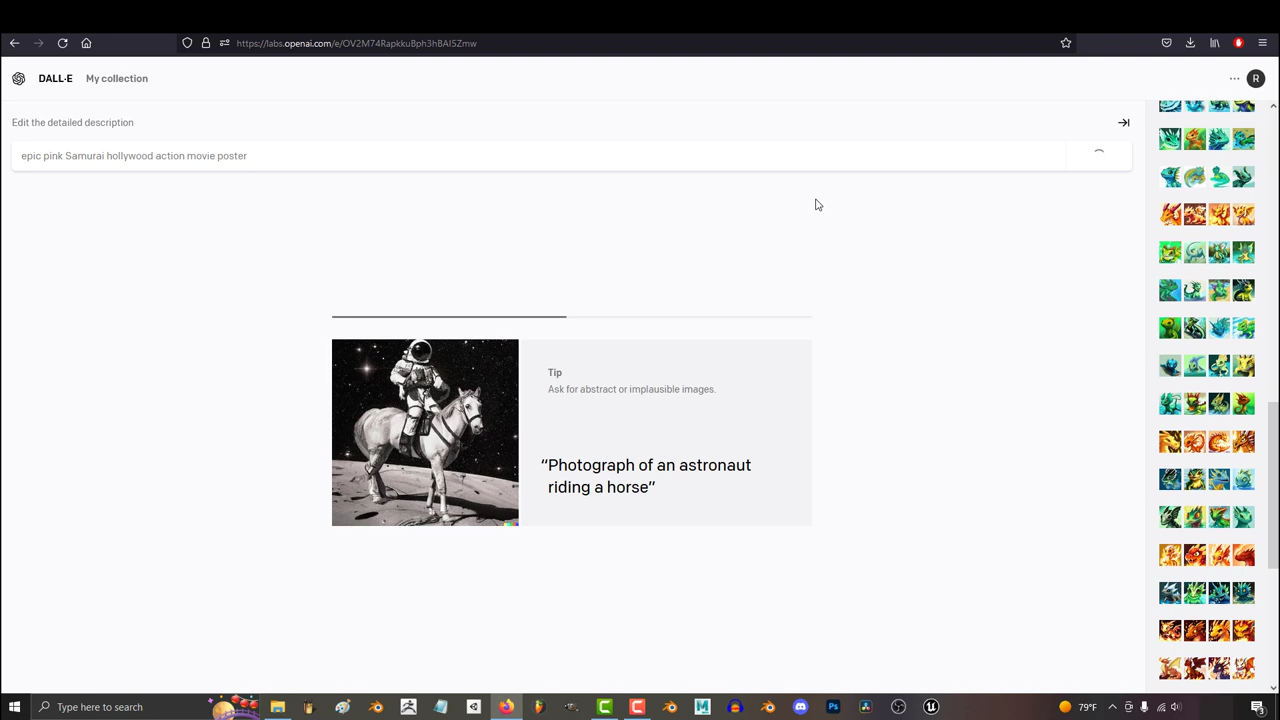 https://labs.openai.com/e/OV2M74RapkkuBph3hBAI5Zmw
DALL·E
My collection
R
Edit the detailed description
epic pink Samurai hollywood action movie poster
Tip
Ask for abstract or implausible images.
“Photograph of an astronaut
riding a horse”
Type here to search
79°F
3